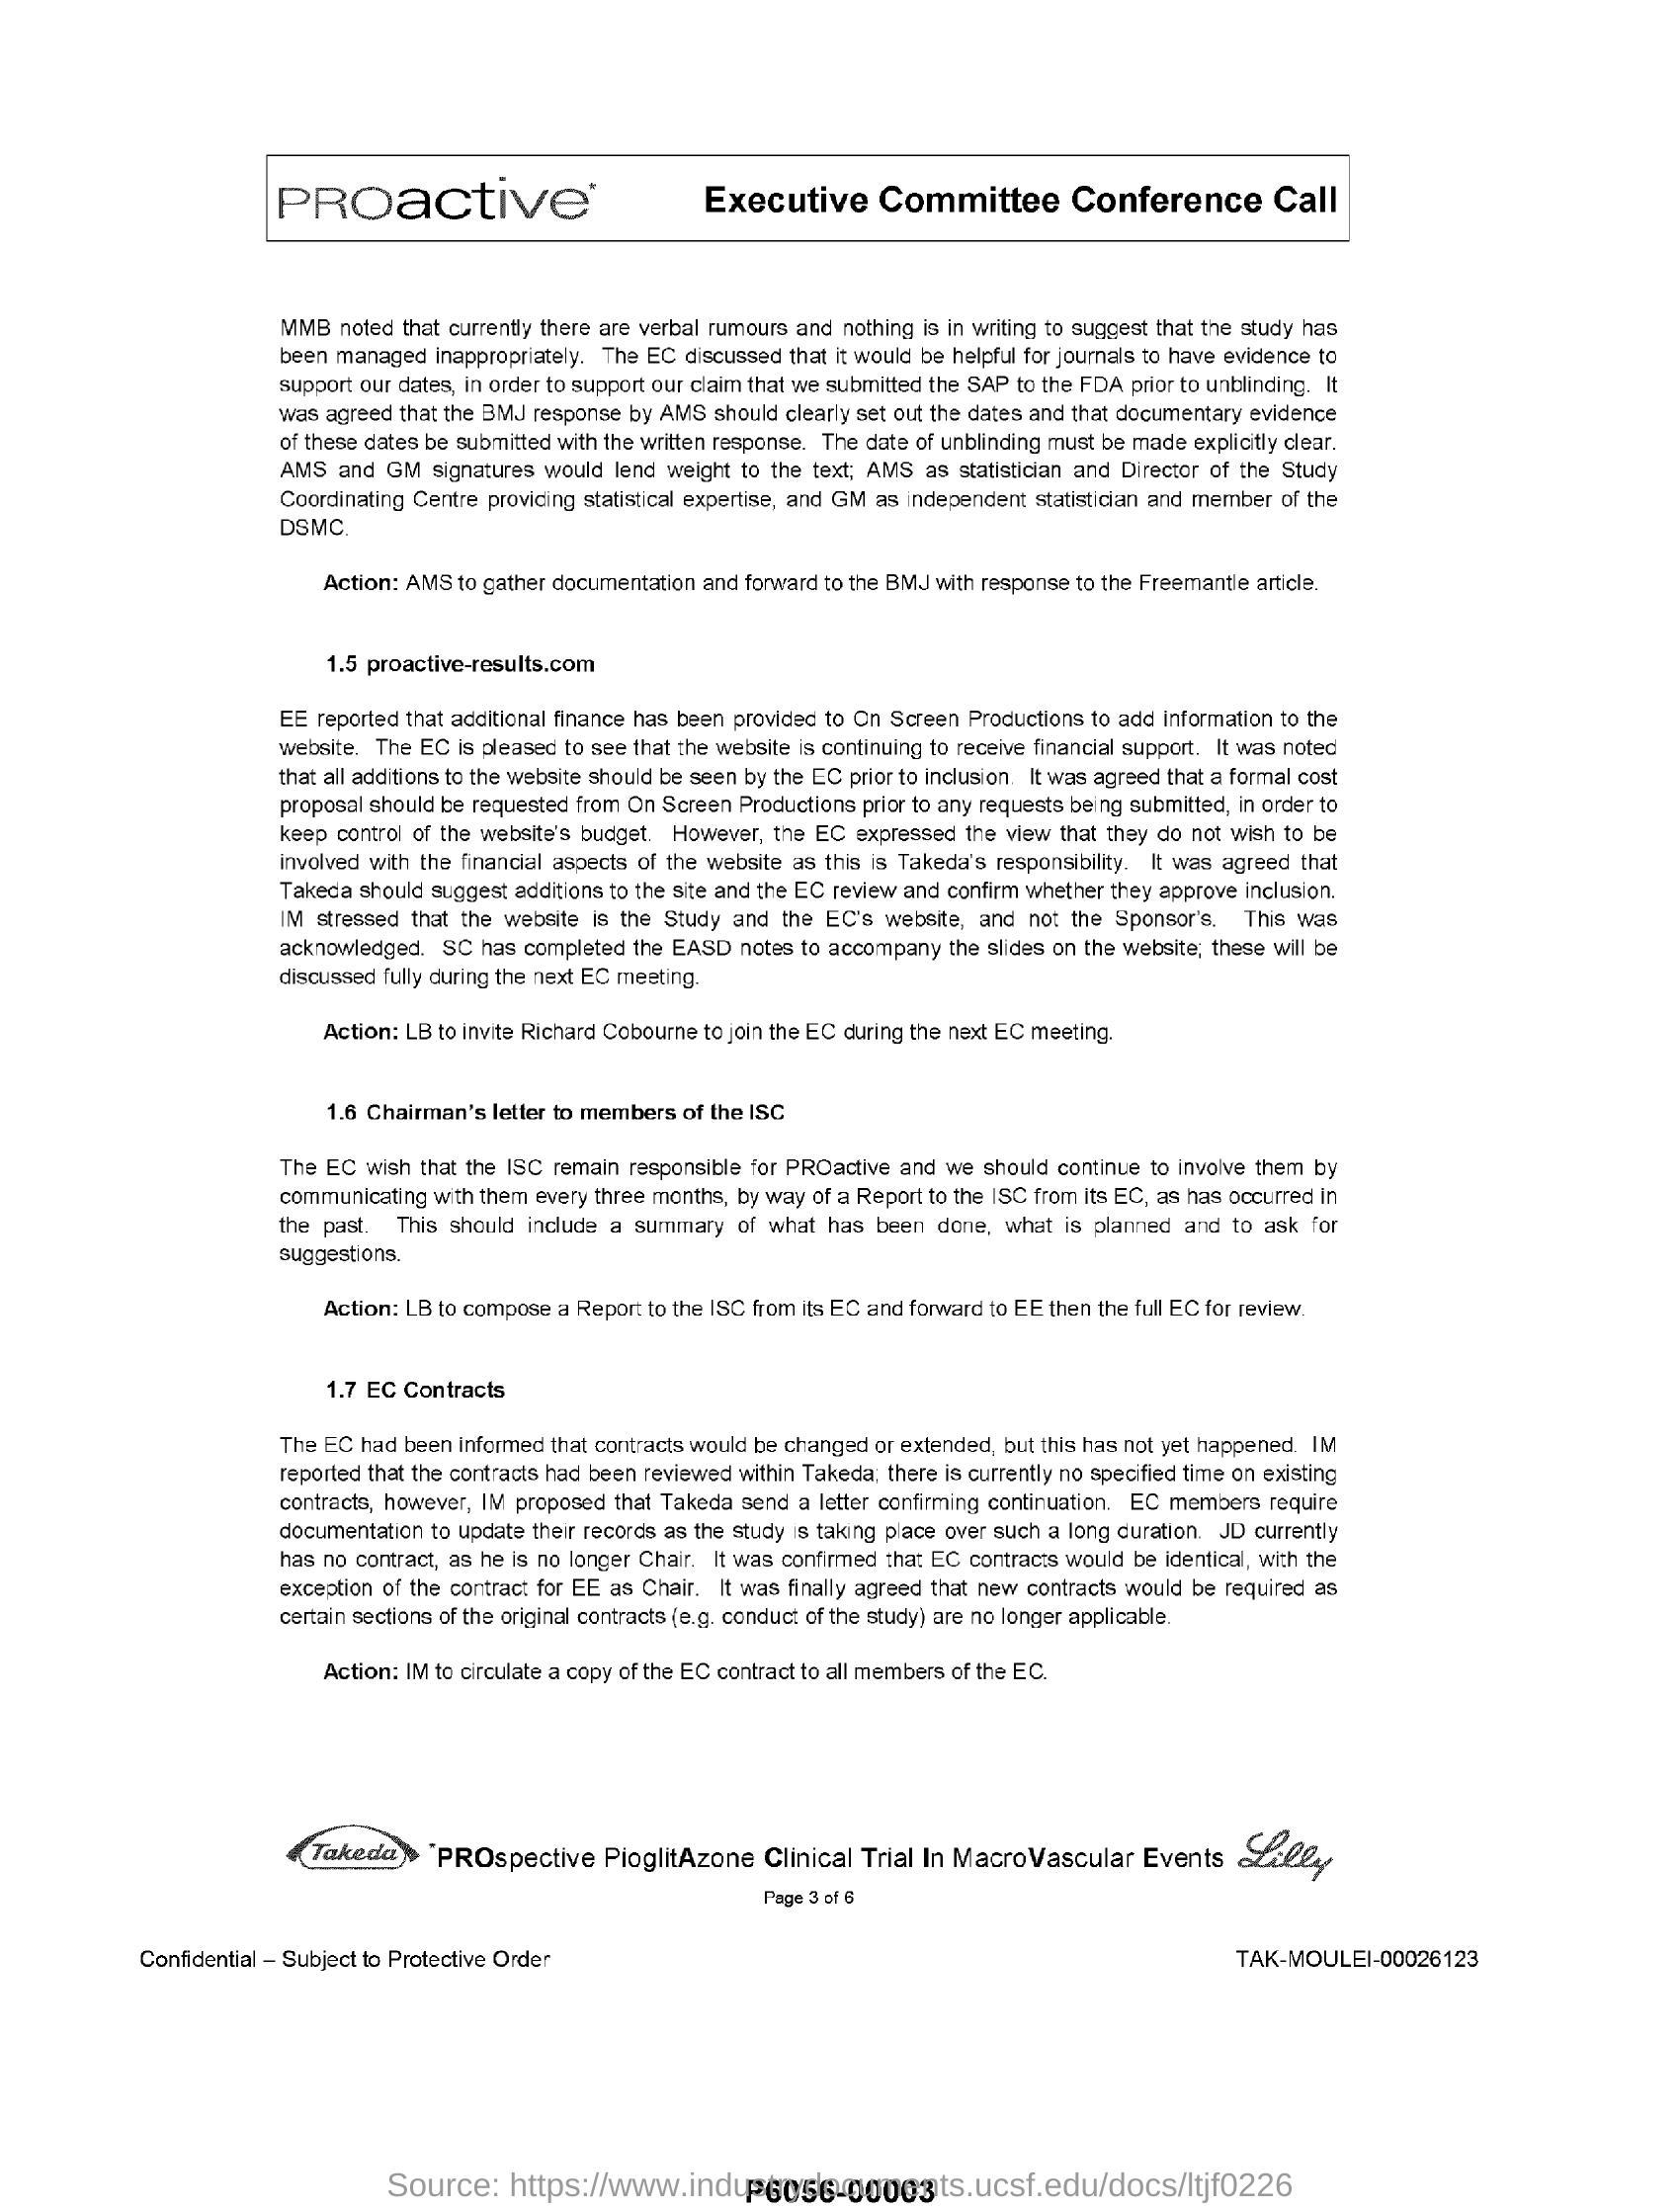 PROactive* Executive Committee Conference Call
MMB noted that currently there are verbal rumours and nothing is in writing to suggest that the study has
been managed inappropriately. The EC discussed that it would be helpful for journals to have evidence to
support our dates, in order to support our claim that we submitted the SAP to the FDA prior to unblinding. It
was agreed that the BMJ response by AMS should clearly set out the dates and that documentary evidence
of these dates be submitted with the written response. The date of unblinding must be made explicitly clear.
AMS and GM signatures would lend weight to the text; AMS as statistician and Director of the Study
Coordinating Centre providing statistical expertise, and GM as independent statistician and member of the
DSMC.
Action: AMS to gather documentation and forward to the BMJ with response to the Freemantle article.
1.5 proactive-results.com
EE reported that additional finance has been provided to On Screen Productions to add information to the
website. The EC is pleased to see that the website is continuing to receive financial support. It was noted
that all additions to the website should be seen by the EC prior to inclusion. It was agreed that a formal cost
proposal should be requested from On Screen Productions prior to any requests being submitted, in order to
keep control of the website's budget. However, the EC expressed the view that they do not wish to be
involved with the financial aspects of the website as this is Takeda's responsibility. It was agreed that
Takeda should suggest additions to the site and the EC review and confirm whether they approve inclusion.
IM stressed that the website is the Study and the EC's website, and not the Sponsor's. This was
acknowledged. SC has completed the EASD notes to accompany the slides on the website; these will be
discussed fully during the next EC meeting.
Action: LB to invite Richard Cobourne to join the EC during the next EC meeting.
1.6 Chairman's letter to members of the ISC
The EC wish that the ISC remain responsible for PROactive and we should continue to involve them by
communicating with them every three months, by way of a Report to the ISC from its EC, as has occurred in
the past. This should include a summary of what has been done, what is planned and to ask for
suggestions.
Action: LB to compose a Report to the ISC from its EC and forward to EE then the full EC for review.
1.7 EC Contracts
The EC had been informed that contracts would be changed or extended, but this has not yet happened. IM
reported that the contracts had been reviewed within Takeda; there is currently no specified time on existing
contracts, however, IM proposed that Takeda send a letter confirming continuation. EC members require
documentation to update their records as the study is taking place over such a long duration. JD currently
has no contract, as he is no longer Chair. It was confirmed that EC contracts would be identical, with the
exception of the contract for EE as Chair. It was finally agreed that new contracts would be required as
certain sections of the original contracts (e.g. conduct of the study) are no longer applicable.
Action: IM to circulate a copy of the EC contract to all members of the EC.
Takeda *PROspective PioglitAzone Clinical Trial In MacroVascular Events Lilly
Page 3 of 6
Confidential – Subject to Protective Order TAK-MOULEI-00026123
Source: https://www.industrydocuments.ucsf.edu/docs/ltjf0226
P6056-00003